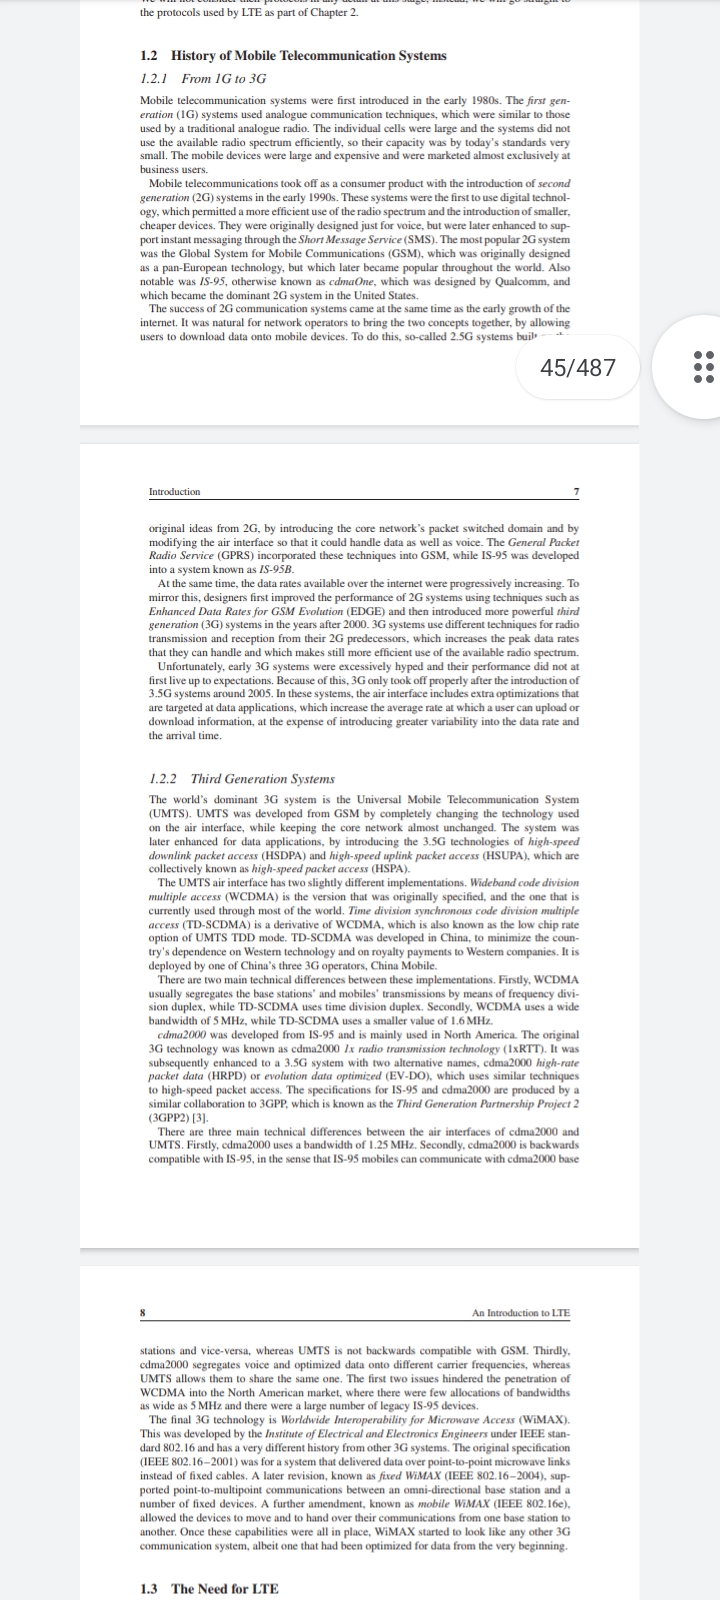 the protocols used by LTE as part of Chapter 2.
1.2 History of Mobile Telecommunication Systems
1.2.1 From 1G to 3G
Mobile telecommunication systems were first introduced in the early 1980s. The first gen-
eration (1G) systems used analogue communication techniques, which were similar to those
used by a traditional analogue radio. The individual cells were large and the systems did not
use the available radio spectrum efficiently, so their capacity was by today's standards very
small. The mobile devices were large and expensive and were marketed almost exclusively at
business users.
Mobile telecommunications took off as a consumer product with the introduction of second
generation (2G) systems in the early 1990s. These systems were the first to use digital technol-
ogy, which permitted a more efficient use of the radio spectrum and the introduction of smaller,
cheaper devices. They were originally designed just for voice, but were later enhanced to sup-
port instant messaging through the Short Message Service (SMS). The most popular 2G system
was the Global System for Mobile Communications (GSM), which was originally designed
as a pan-European technology, but which later became popular throughout the world. Also
notable was IS-95, otherwise known as cdmaOne, which was designed by Qualcomm, and
which became the dominant 2G system in the United States.
The success of 2G communication systems came at the same time as the early growth of the
internet. It was natural for network operators to bring the two concepts together, by allowing
users to download data onto mobile devices. To do this, so-called 2.5G systems built
45/487
Introduction 7
original ideas from 2G, by introducing the core network's packet switched domain and by
modifying the air interface so that it could handle data as well as voice. The General Packet
Radio Service (GPRS) incorporated these techniques into GSM, while IS-95 was developed
into a system known as IS-95B.
At the same time, the data rates available over the internet were progressively increasing. To
mirror this, designers first improved the performance of 2G systems using techniques such as
Enhanced Data Rates for GSM Evolution (EDGE) and then introduced more powerful third
generation (3G) systems in the years after 2000. 3G systems use different techniques for radio
transmission and reception from their 2G predecessors, which increases the peak data rates
that they can handle and which makes still more efficient use of the available radio spectrum.
Unfortunately, early 3G systems were excessively hyped and their performance did not at
first live up to expectations. Because of this, 3G only took off properly after the introduction of
3.5G systems around 2005. In these systems, the air interface includes extra optimizations that
are targeted at data applications, which increase the average rate at which a user can upload or
download information, at the expense of introducing greater variability into the data rate and
the arrival time.
1.2.2 Third Generation Systems
The world's dominant 3G system is the Universal Mobile Telecommunication System
(UMTS). UMTS was developed from GSM by completely changing the technology used
on the air interface, while keeping the core network almost unchanged. The system was
later enhanced for data applications, by introducing the 3.5G technologies of high-speed
downlink packet access (HSDPA) and high-speed uplink packet access (HSUPA), which are
collectively known as high-speed packet access (HSPA).
The UMTS air interface has two slightly different implementations. Wideband code division
multiple access (WCDMA) is the version that was originally specified, and the one that is
currently used through most of the world. Time division synchronous code division multiple
access (TD-SCDMA) is a derivative of WCDMA, which is also known as the low chip rate
option of UMTS TDD mode. TD-SCDMA was developed in China, to minimize the coun-
try's dependence on Western technology and on royalty payments to Western companies. It is
deployed by one of China's three 3G operators, China Mobile.
There are two main technical differences between these implementations. Firstly, WCDMA
usually segregates the base stations' and mobiles' transmissions by means of frequency divi-
sion duplex, while TD-SCDMA uses time division duplex. Secondly, WCDMA uses a wide
bandwidth of 5 MHz, while TD-SCDMA uses a smaller value of 1.6 MHz.
cdma2000 was developed from IS-95 and is mainly used in North America. The original
3G technology was known as cdma2000 1x radio transmission technology (1xRTT). It was
subsequently enhanced to a 3.5G system with two alternative names, cdma2000 high-rate
packet data (HRPD) or evolution data optimized (EV-DO), which uses similar techniques
to high-speed packet access. The specifications for IS-95 and cdma2000 are produced by a
similar collaboration to 3GPP, which is known as the Third Generation Partnership Project 2
(3GPP2) [3].
There are three main technical differences between the air interfaces of cdma2000 and
UMTS. Firstly, cdma2000 uses a bandwidth of 1.25 MHz. Secondly, cdma2000 is backwards
compatible with IS-95, in the sense that IS-95 mobiles can communicate with cdma2000 base
8 An Introduction to LTE
stations and vice-versa, whereas UMTS is not backwards compatible with GSM. Thirdly,
cdma2000 segregates voice and optimized data onto different carrier frequencies, whereas
UMTS allows them to share the same one. The first two issues hindered the penetration of
WCDMA into the North American market, where there were few allocations of bandwidths
as wide as 5 MHz and there were a large number of legacy IS-95 devices.
The final 3G technology is Worldwide Interoperability for Microwave Access (WiMAX).
This was developed by the Institute of Electrical and Electronics Engineers under IEEE stan-
dard 802.16 and has a very different history from other 3G systems. The original specification
(IEEE 802.16–2001) was for a system that delivered data over point-to-point microwave links
instead of fixed cables. A later revision, known as fixed WiMAX (IEEE 802.16–2004), sup-
ported point-to-multipoint communications between an omni-directional base station and a
number of fixed devices. A further amendment, known as mobile WiMAX (IEEE 802.16e),
allowed the devices to move and to hand over their communications from one base station to
another. Once these capabilities were all in place, WiMAX started to look like any other 3G
communication system, albeit one that had been optimized for data from the very beginning.
1.3 The Need for LTE